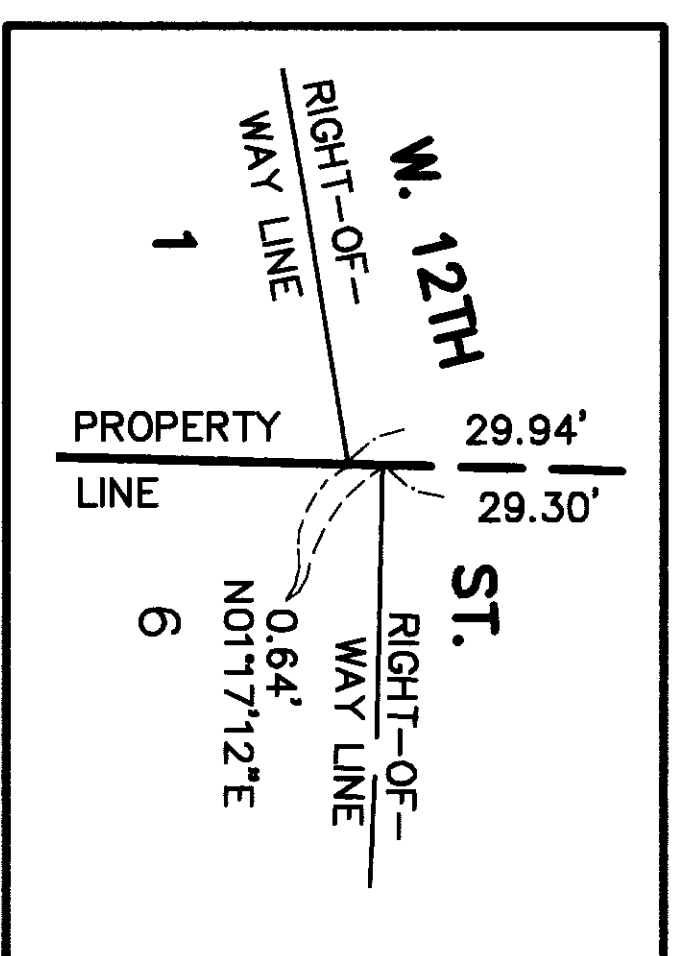 W. 12TH
ST.
RIGHT-OF-
WAY LINE
1
PROPERTY
LINE
29.94'
29.30'
6
0.64'
N01°17'12"E
RIGHT-OF-
WAY LINE